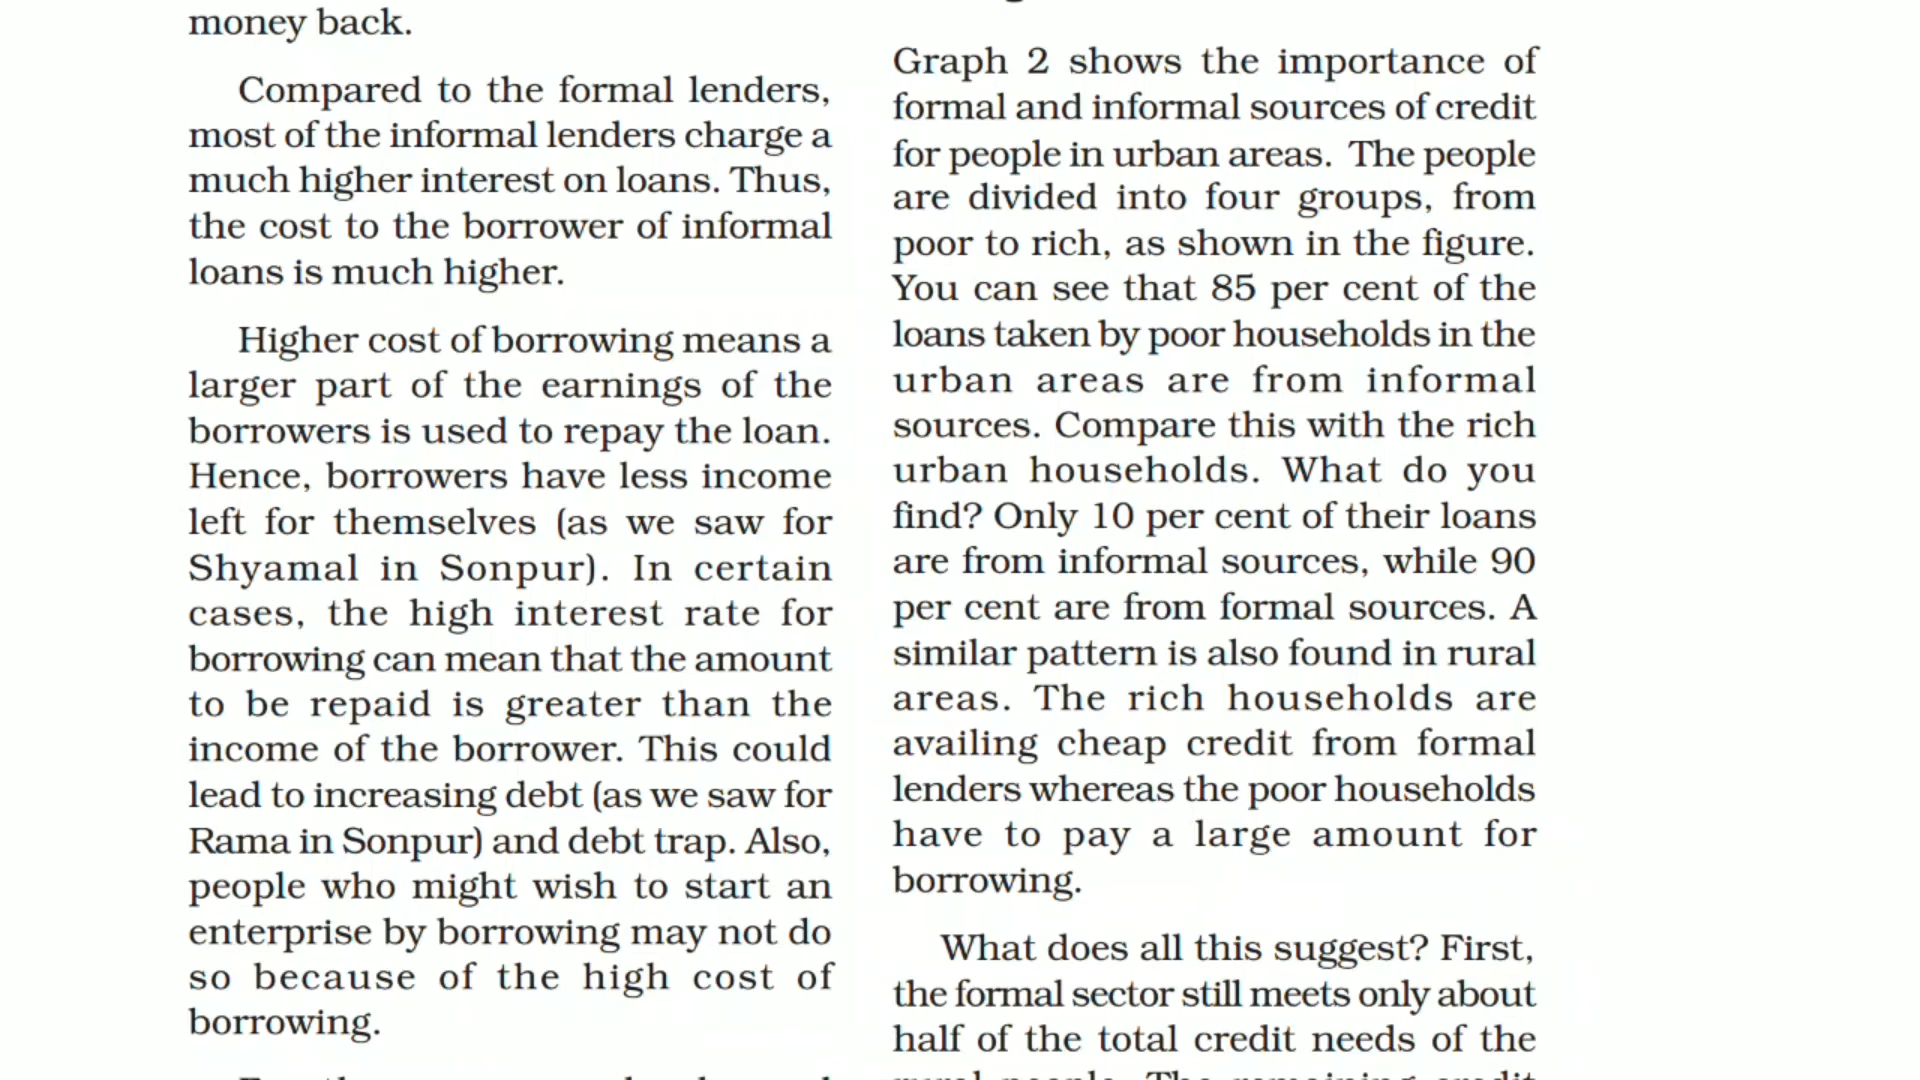 money back.
Compared to the formal lenders,
most of the informal lenders charge a
much higher interest on loans. Thus,
the cost to the borrower of informal
loans is much higher.
Higher cost of borrowing means a
larger part of the earnings of the
borrowers is used to repay the loan.
Hence, borrowers have less income
left for themselves (as we saw for
Shyamal in Sonpur). In certain
cases, the high interest rate for
borrowing can mean that the amount
to be repaid is greater than the
income of the borrower. This could
lead to increasing debt (as we saw for
Rama in Sonpur) and debt trap. Also,
people who might wish to start an
enterprise by borrowing may not do
so because of the high cost of
borrowing.
Graph 2 shows the importance of
formal and informal sources of credit
for people in urban areas. The people
are divided into four groups, from
poor to rich, as shown in the figure.
You can see that 85 per cent of the
loans taken by poor households in the
urban areas are from informal
sources. Compare this with the rich
urban households. What do you
find? Only 10 per cent of their loans
are from informal sources, while 90
per cent are from formal sources. A
similar pattern is also found in rural
areas. The rich households are
availing cheap credit from formal
lenders whereas the poor households
have to pay a large amount for
borrowing.
What does all this suggest? First,
the formal sector still meets only about
half of the total credit needs of the
rural people. The remaining credit